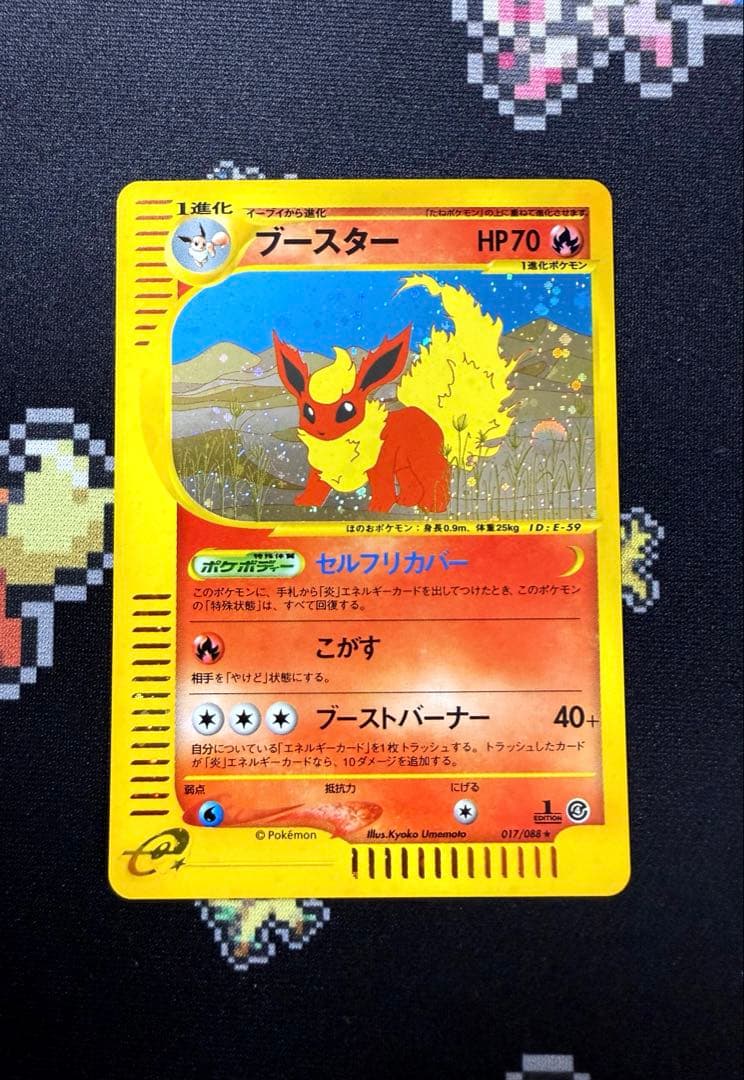 1進化 イーブイから進化 「たねポケモン」の上に重ねて進化させます。
ブースター HP70
1進化ポケモン
ほのおポケモン：身長0.9m、体重25kg ID:E-59
特殊体質
ポケボディー セルフリカバー
このポケモンに、手札から「炎」エネルギーカードを出してつけたとき、このポケモン
の「特殊状態」は、すべて回復する。
こがす
相手を「やけど」状態にする。
ブーストバーナー 40+
自分についている「エネルギーカード」を1枚トラッシュする。トラッシュしたカード
が「炎」エネルギーカードなら、10ダメージを追加する。
弱点 抵抗力 にげる
1
EDITION
© Pokémon Illus.Kyoko Umemoto 017/088★
e